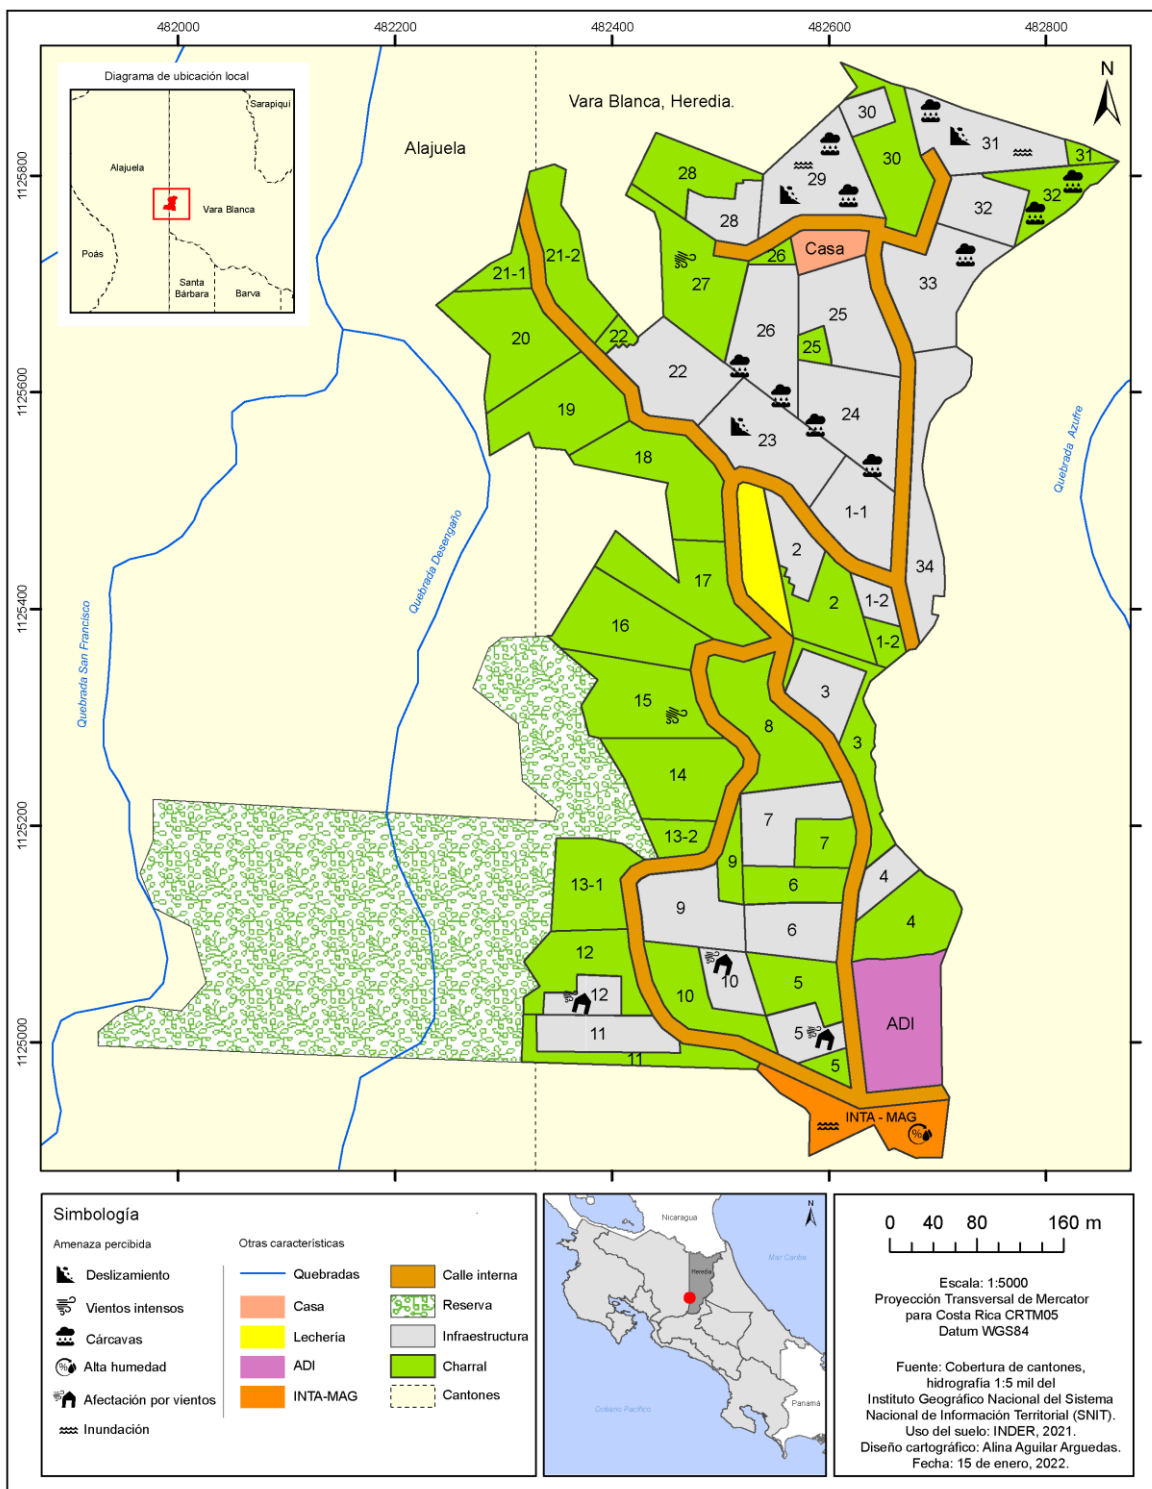 482000
482200
482400
482600
482800
1125800
1125600
1125400
1125200
1125000
Diagrama de ubicación local
Sarapiquí
Alajuela
Vara Blanca
Poás
Santa
Bárbara
Barva
Alajuela
Vara Blanca, Heredia.
N
Quebrada San Francisco
Quebrada Desengaño
Quebrada Azufre
30
30
31
31
29
28
28
32
32
33
21-2
21-1
27
26
Casa
26
25
25
20
22
22
24
19
23
18
1-1
2
34
17
2
1-2
1-2
16
3
15
8
3
14
7
13-2
7
9
4
13-1
6
9
6
4
12
10
5
10
12
11
5
ADI
11
5
INTA - MAG
%
Simbología
Amenaza percibida
Deslizamiento
Vientos intensos
Cárcavas
% Alta humedad
Afectación por vientos
Inundación
Otras características
Quebradas
Casa
Lechería
ADI
INTA-MAG
Calle interna
Reserva
Infraestructura
Charral
Cantones
N
Nicaragua
Mar Caribe
Heredia
Panamá
Océano Pacífico
0 40 80 160 m
Escala: 1:5000
Proyección Transversal de Mercator
para Costa Rica CRTM05
Datum WGS84
Fuente: Cobertura de cantones,
hidrografia 1:5 mil del
Instituto Geográfico Nacional del Sistema
Nacional de Información Territorial (SNIT).
Uso del suelo: INDER, 2021.
Diseño cartográfico: Alina Aguilar Arguedas.
Fecha: 15 de enero, 2022.